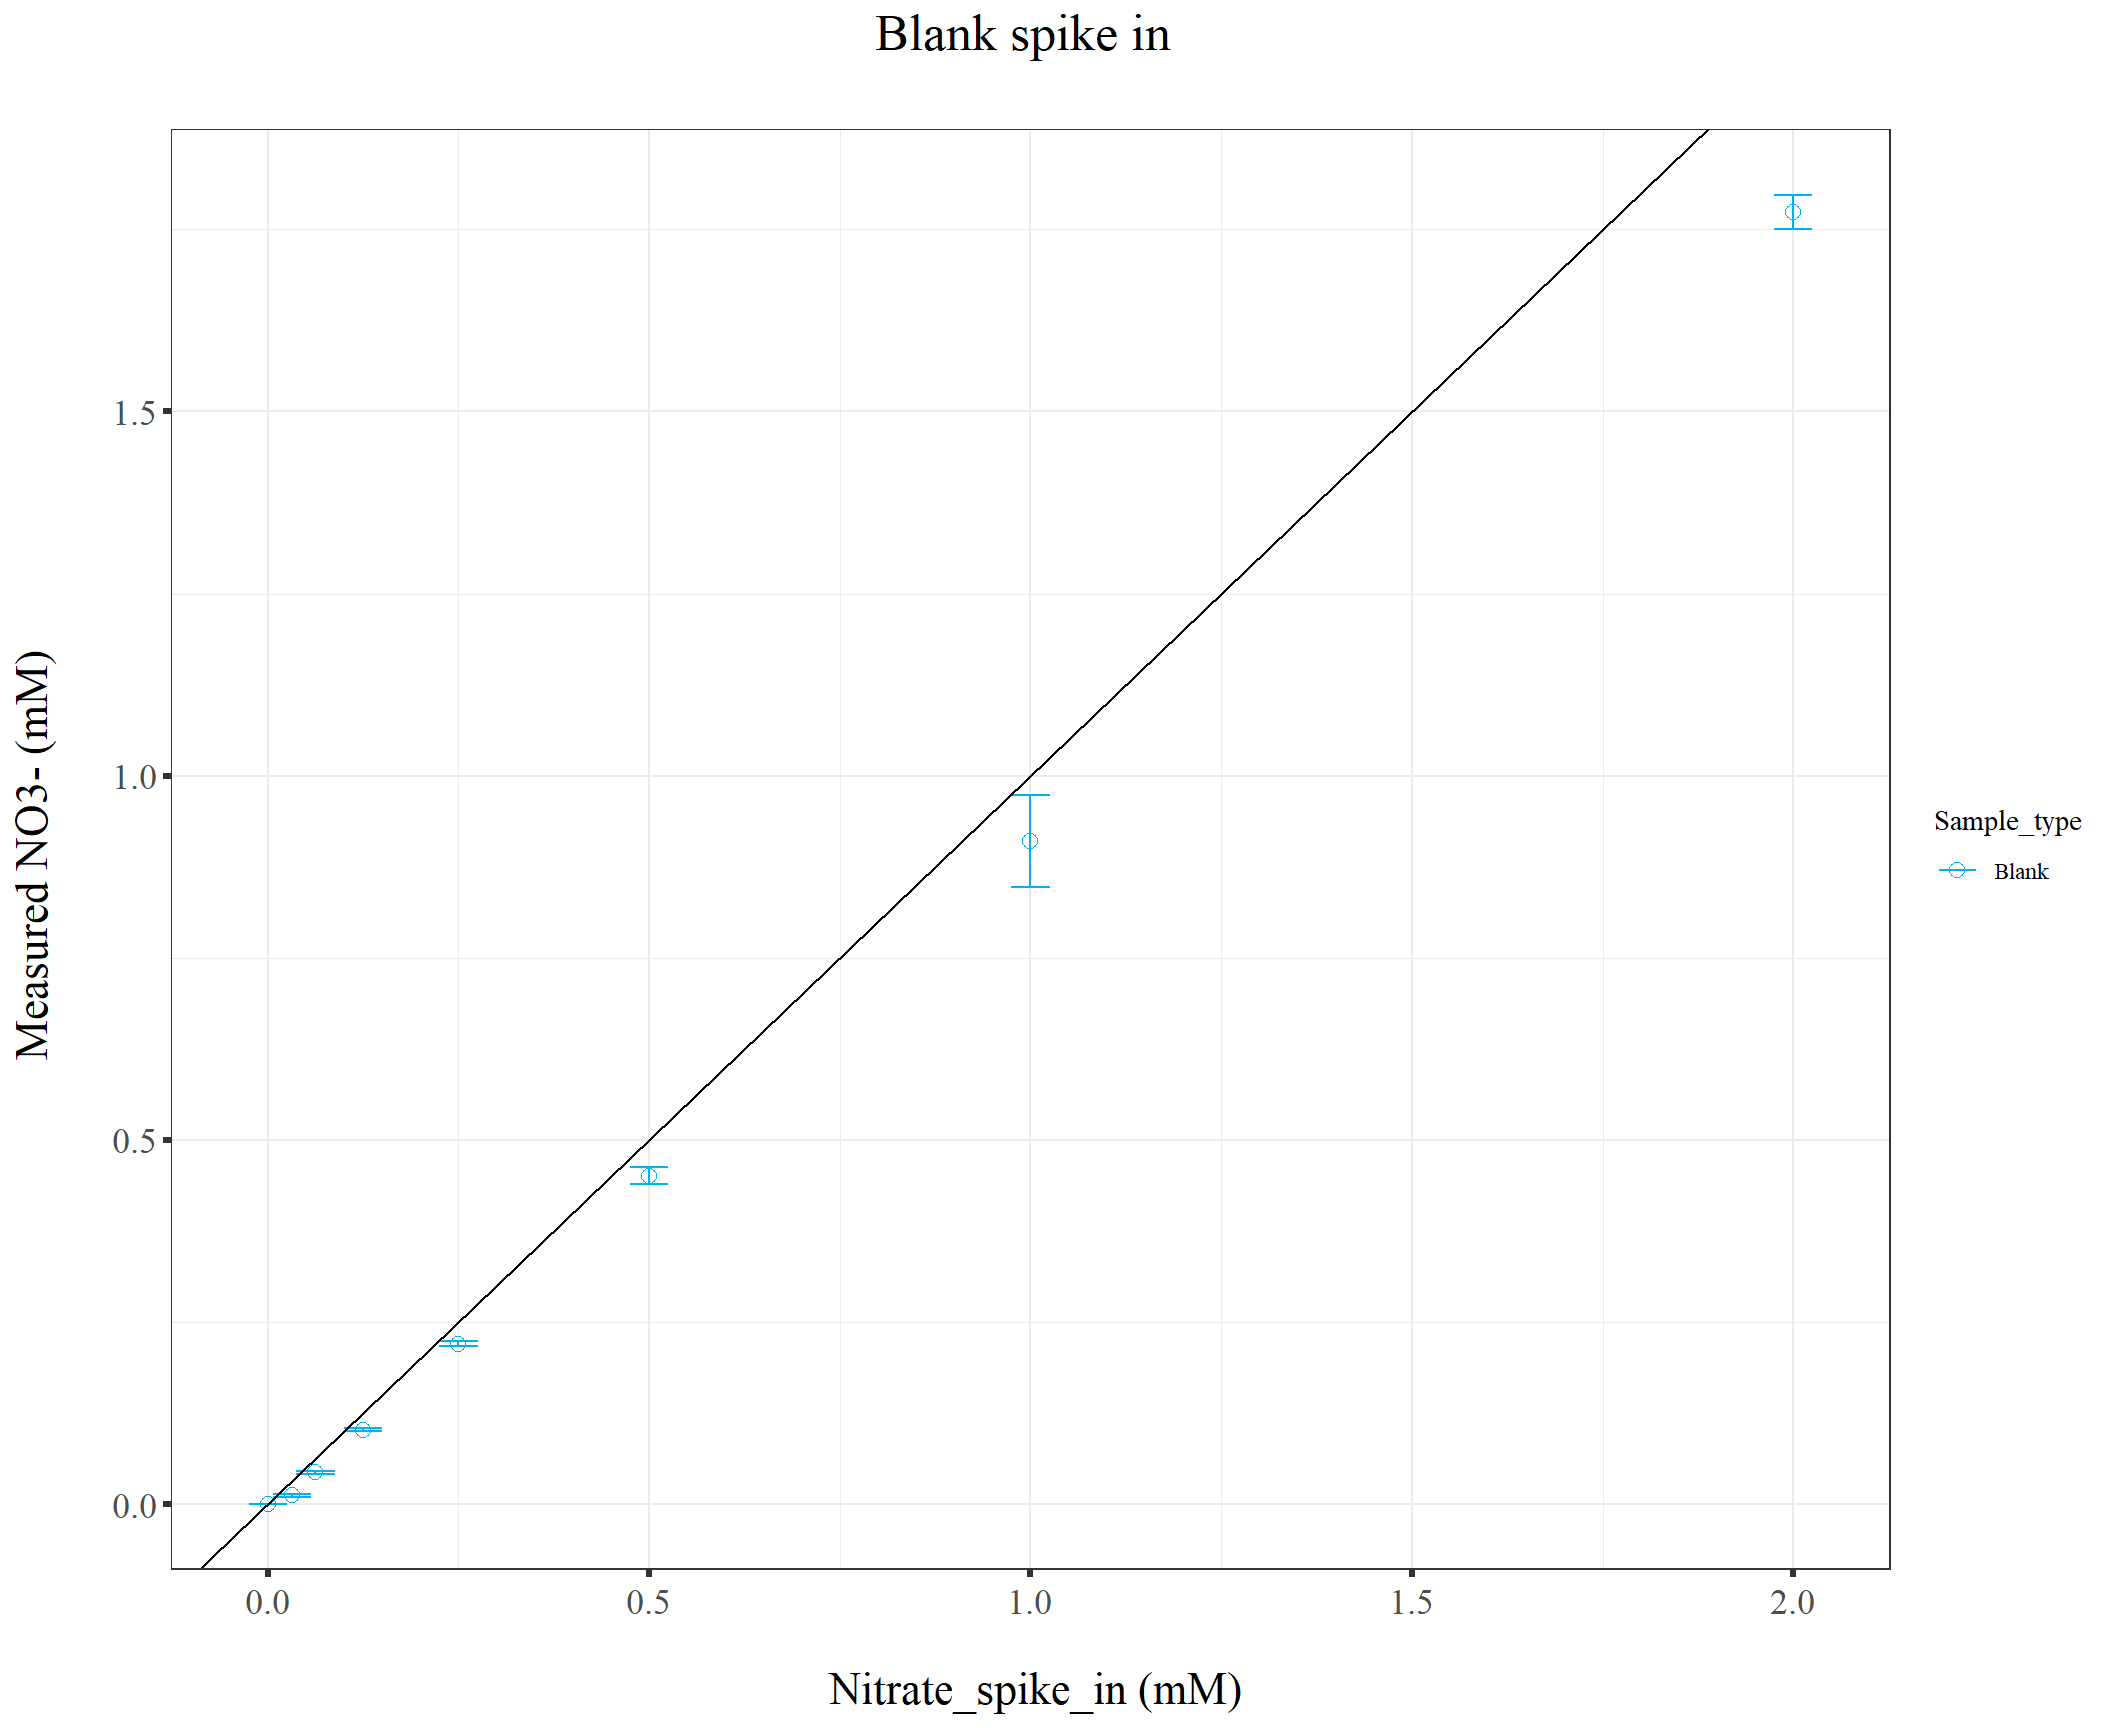 Blank spike in
Measured NO3- (mM)
1.5
1.0
0.5
0.0
0.0 0.5 1.0 1.5 2.0
Nitrate_spike_in (mM)
Sample_type
Blank